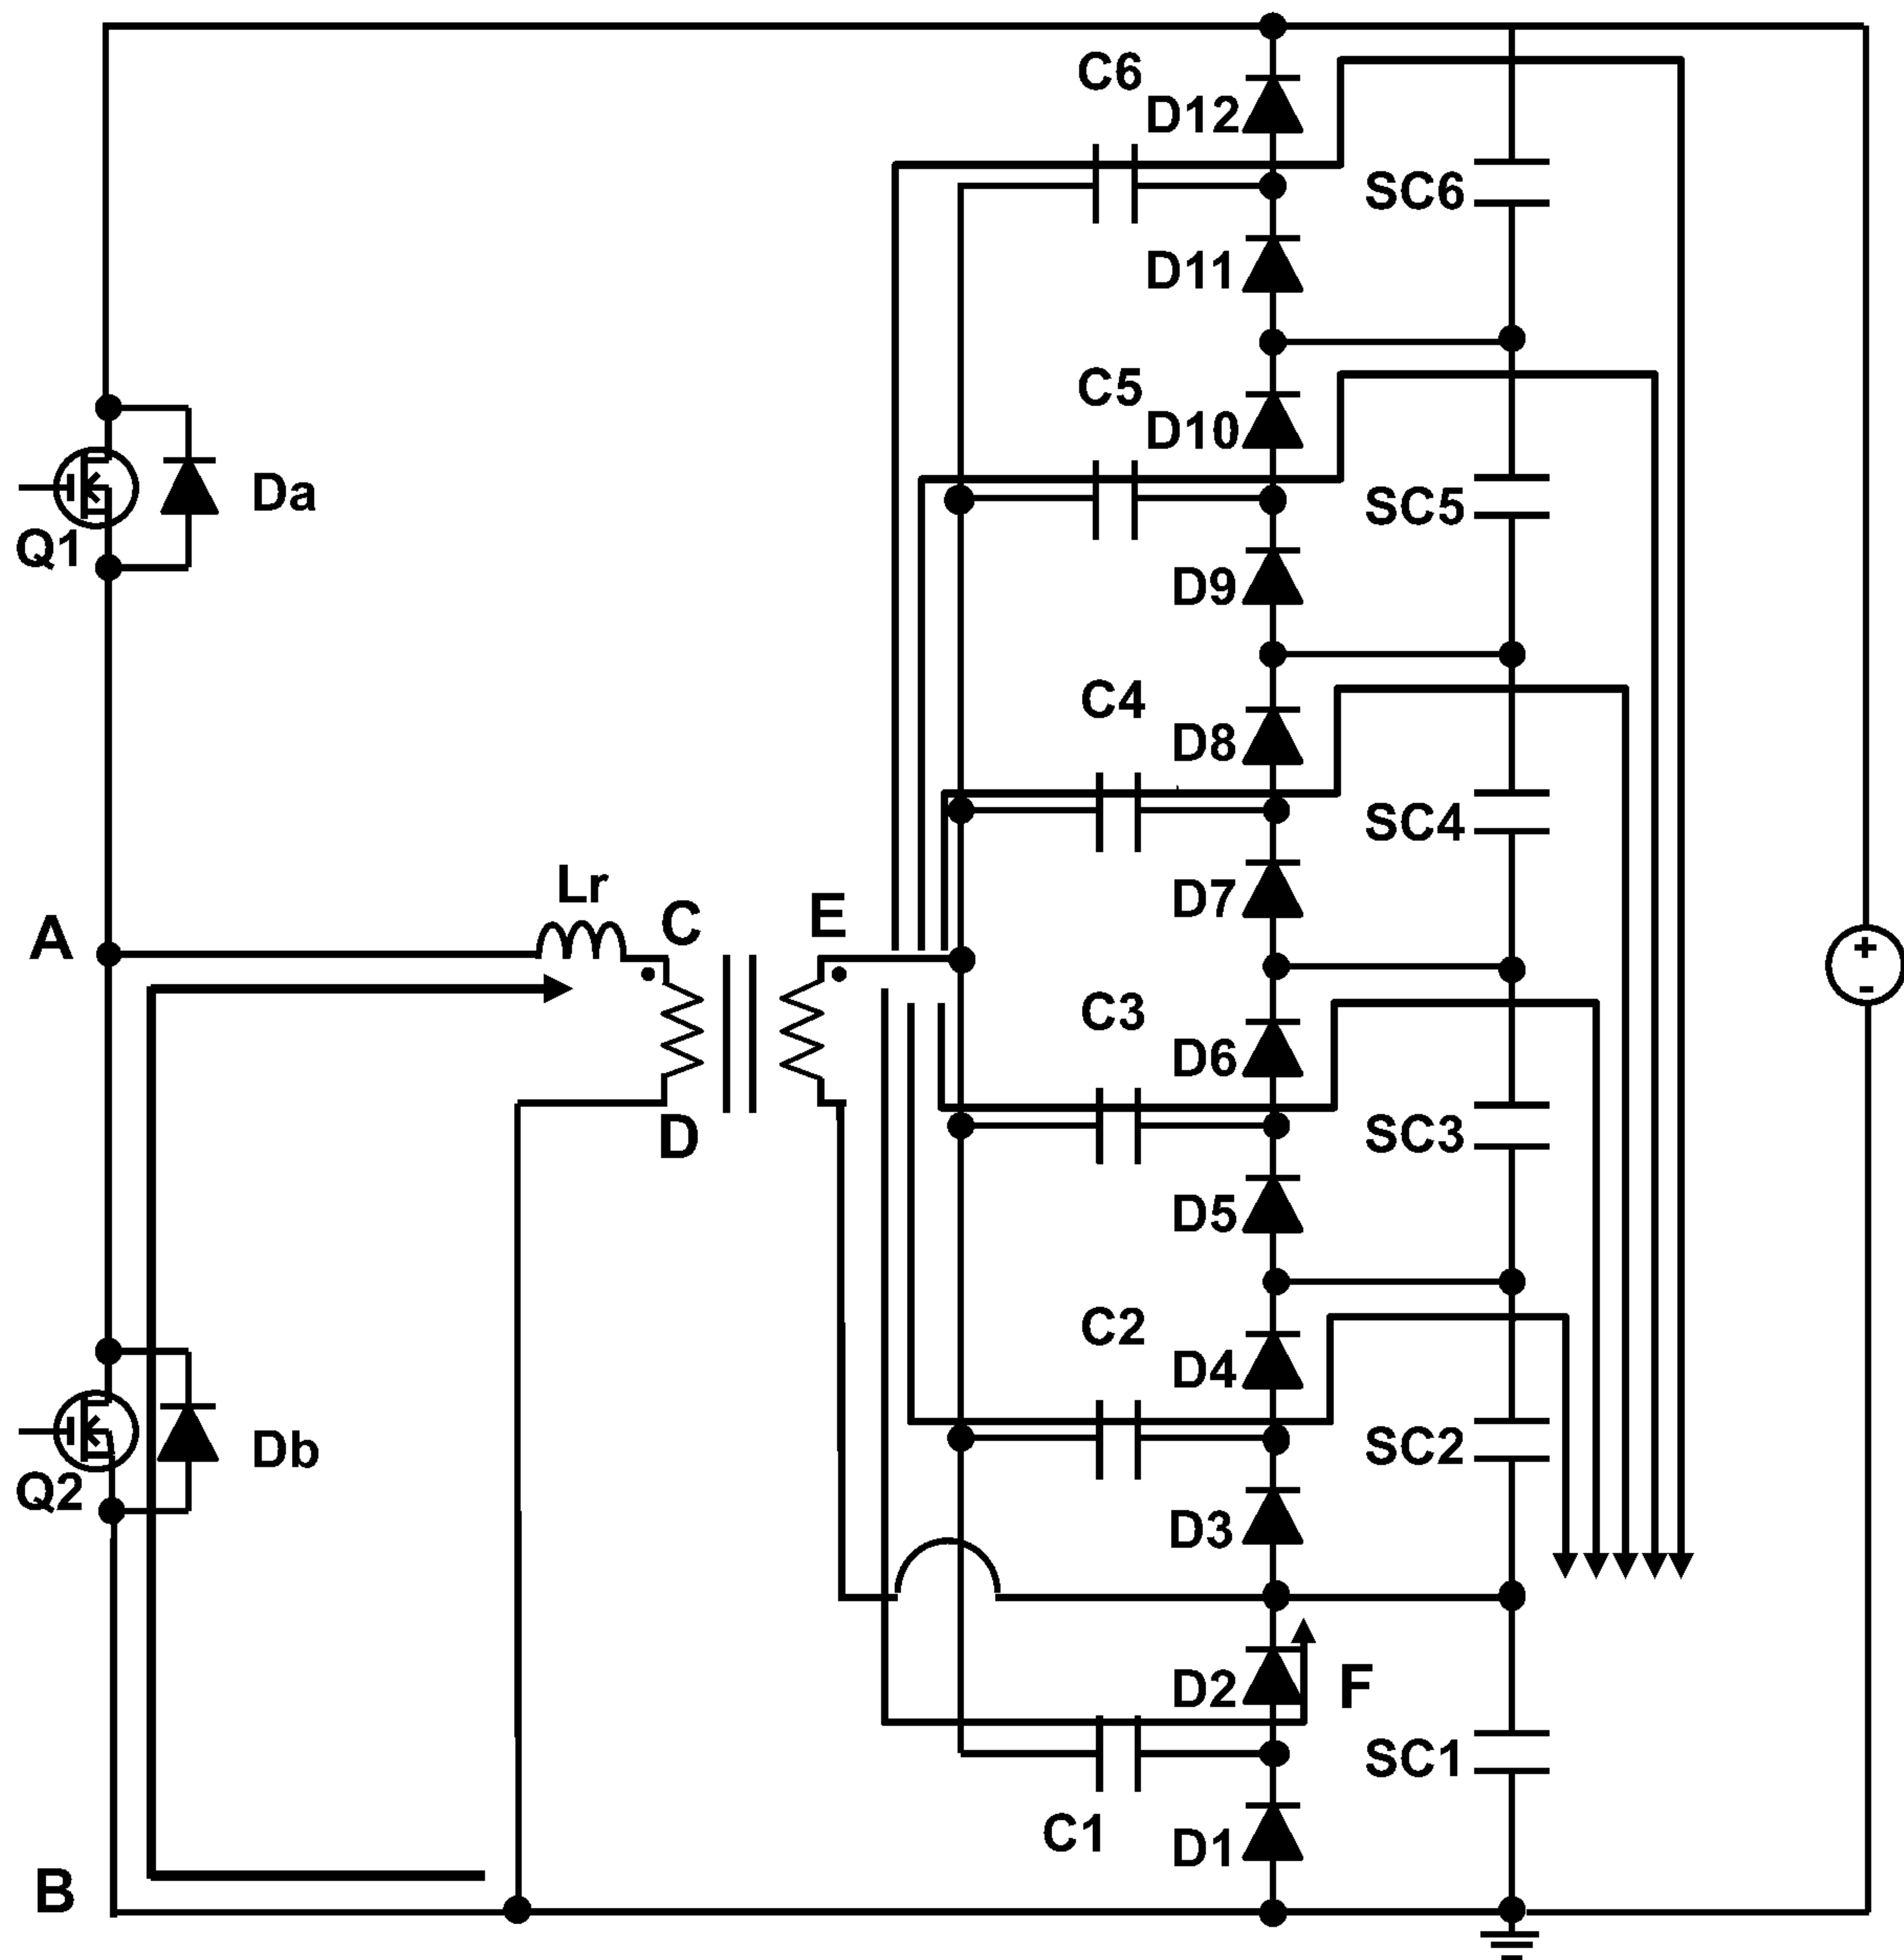 C6
D12
SC6
D11
C5
D10
Da
SC5
Q1
D9
C4
D8
SC4
Lr
D7
C
E
A
+
-
C3
D6
SC3
D
D5
C2
D4
SC2
Db
Q2
D3
D2
F
SC1
C1
D1
B